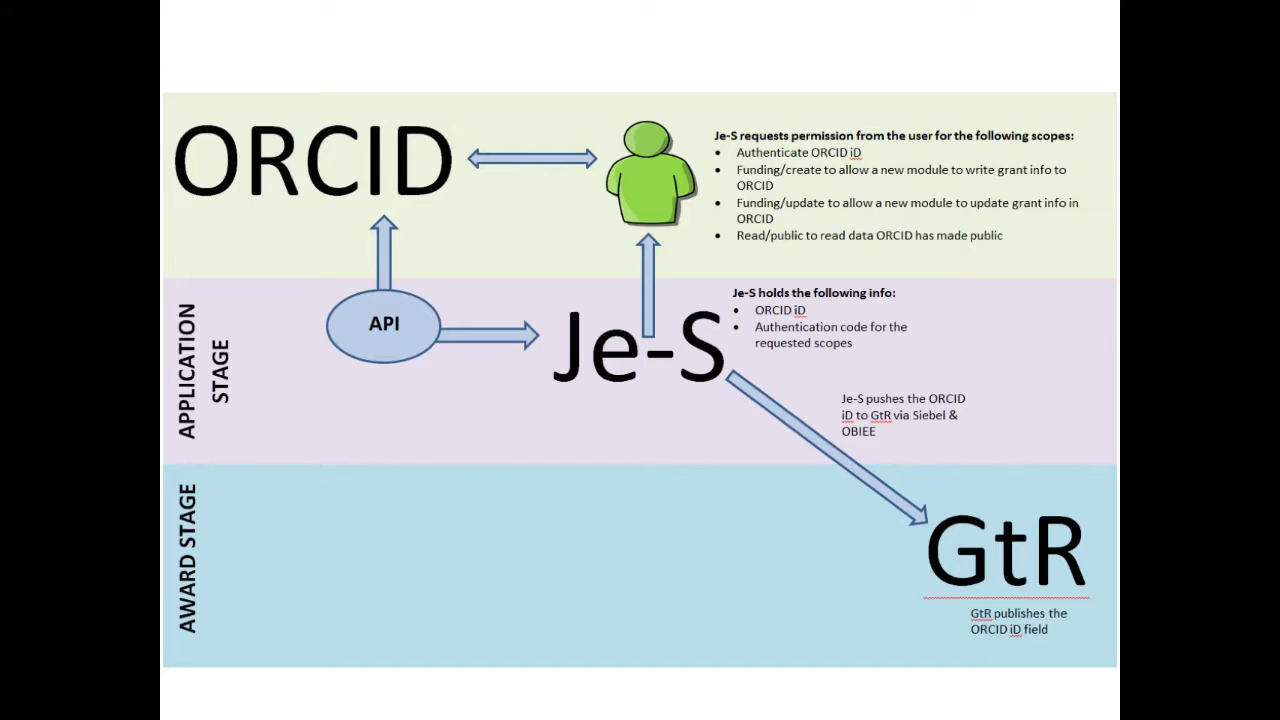 ORCID
Je-S requests permission from the user for the following scopes:
• Authenticate ORCID iD
• Funding/create to allow a new module to write grant info to
ORCID
• Funding/update to allow a new module to update grant info in
ORCID
• Read/public to read data ORCID has made public
APPLICATION
STAGE
API
Je-S
Je-S holds the following info:
• ORCID iD
• Authentication code for the
requested scopes
Je-S pushes the ORCID
iD to GtR via Siebel &
OBIEE
AWARD STAGE
GtR
GtR publishes the
ORCID iD field